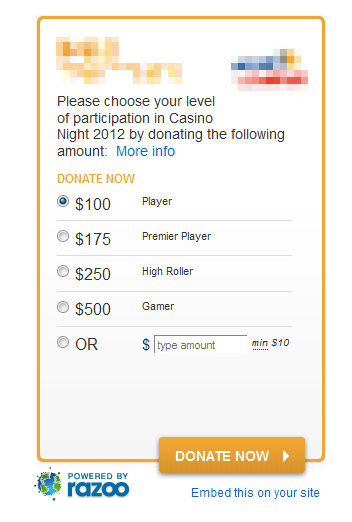 Please choose your level
of participation in Casino
Night 2012 by donating the following
amount: More info
DONATE NOW
$100 Player
$175 Premier Player
$250 High Roller
$500 Gamer
OR $ type amount min $10
DONATE NOW
POWERED BY
razoo
Embed this on your site